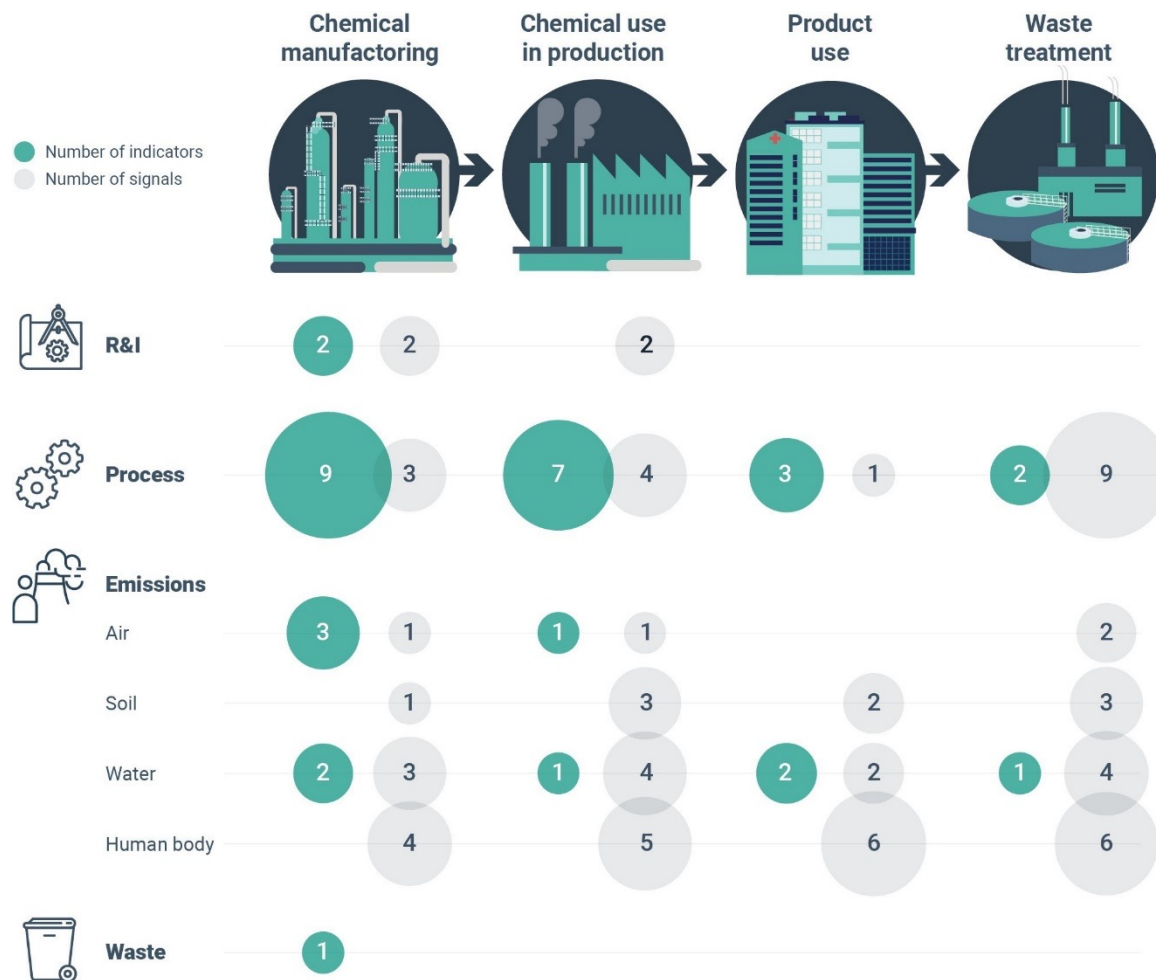 Chemical
manufactoring
Chemical use
in production
Product
use
Waste
treatment
Number of indicators
Number of signals
R&I
2
2
2
Process
9
3
7
4
3
1
2
9
Emissions
Air
3
1
1
1
2
Soil
1
3
2
3
Water
2
3
1
4
2
2
1
4
Human body
4
5
6
6
Waste
1